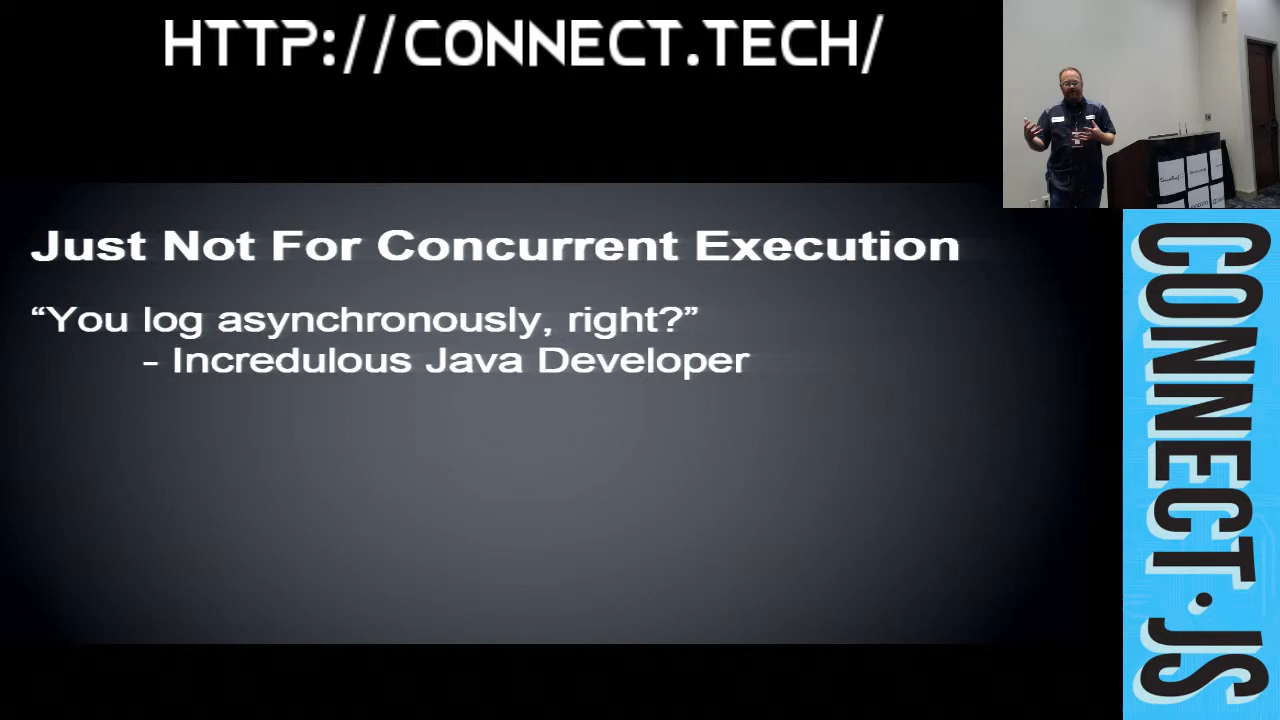 HTTP://CONNECT.TECH/
Just Not For Concurrent Execution
“You log asynchronously, right?”
– Incredulous Java Developer
CONNECT.JS